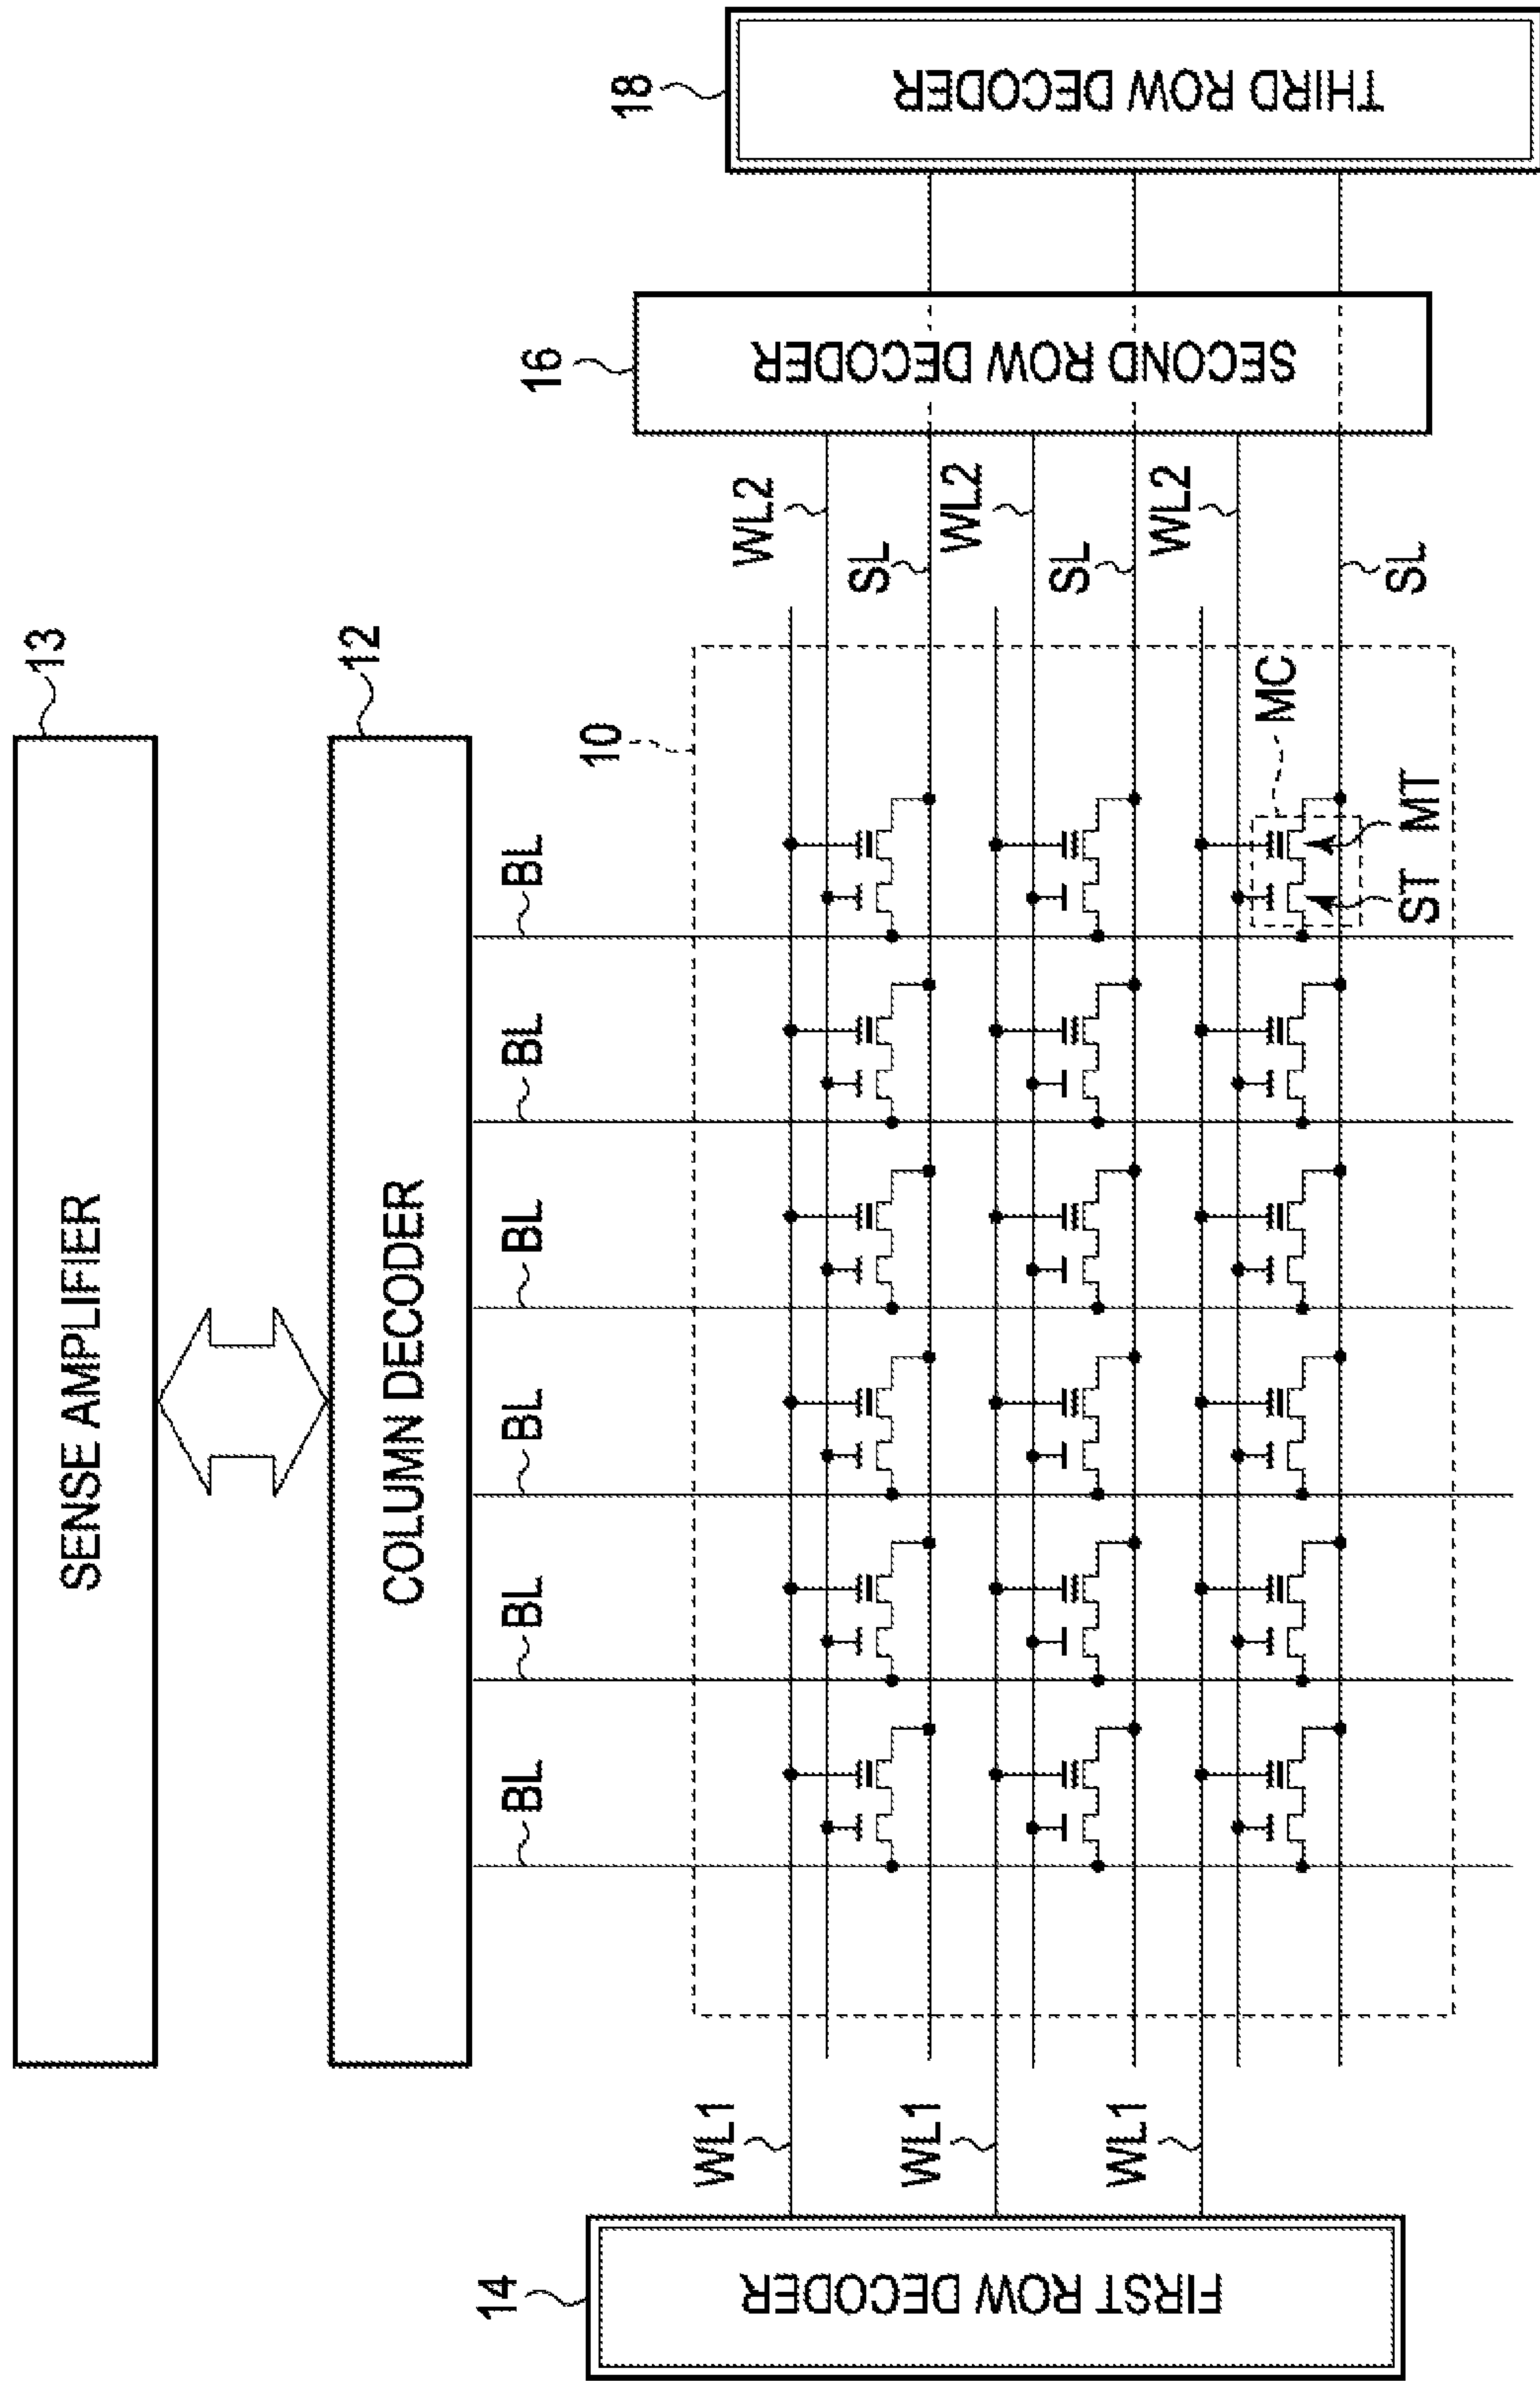 13
SENSE AMPLIFIER
12
COLUMN DECODER
BL
BL
BL
BL
BL
BL
10
14
FIRST ROW DECODER
WL1
WL1
WL1
WL2
SL
WL2
SL
WL2
SL
MC
ST
MT
16
SECOND ROW DECODER
18
THIRD ROW DECODER